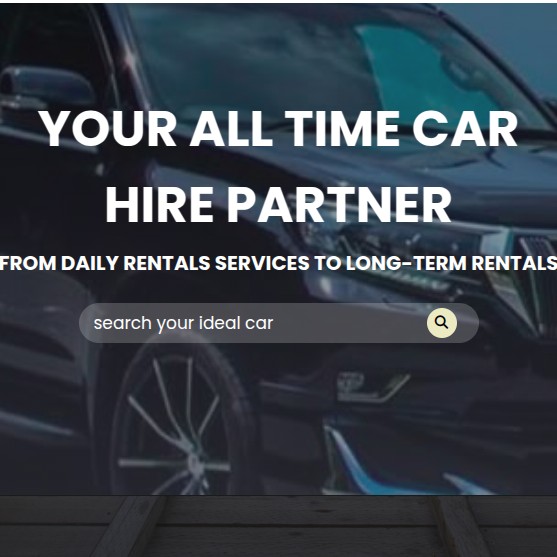 YOUR ALL TIME CAR
HIRE PARTNER
FROM DAILY RENTALS SERVICES TO LONG-TERM RENTALS
search your ideal car